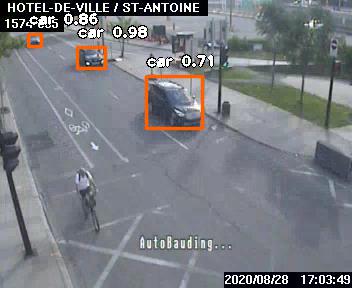 HOTEL-DE-VILLE / ST-ANTOINE
car 0.86
car 0.98
car 0.71
AutoBauding...
2020/08/28 17:03:49